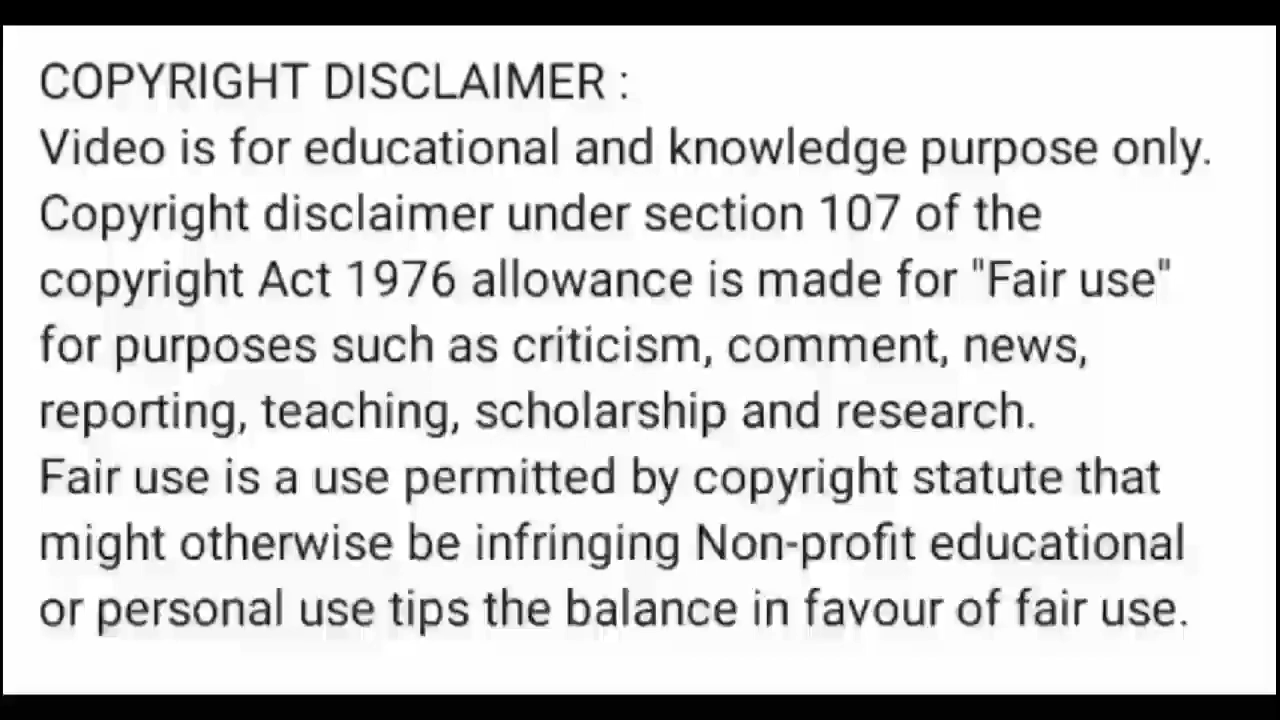 COPYRIGHT DISCLAIMER :
Video is for educational and knowledge purpose only.
Copyright disclaimer under section 107 of the
copyright Act 1976 allowance is made for "Fair use"
for purposes such as criticism, comment, news,
reporting, teaching, scholarship and research.
Fair use is a use permitted by copyright statute that
might otherwise be infringing Non-profit educational
or personal use tips the balance in favour of fair use.